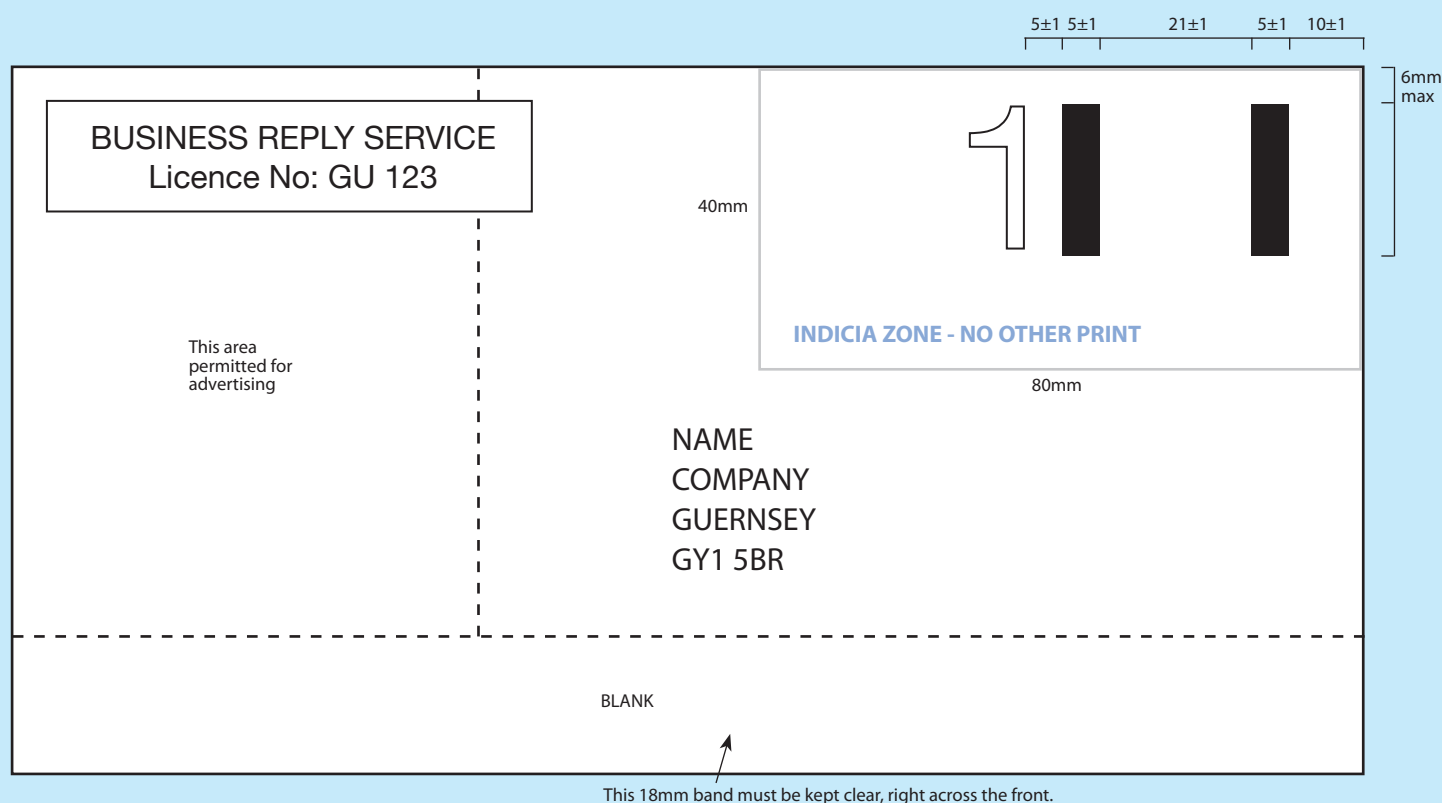 5±1 5±1 21±1 5±1 10±1
6mm
max
BUSINESS REPLY SERVICE
Licence No: GU 123
1
40mm
INDICIA ZONE - NO OTHER PRINT
80mm
This area
permitted for
advertising
NAME
COMPANY
GUERNSEY
GY1 5BR
BLANK
This 18mm band must be kept clear, right across the front.